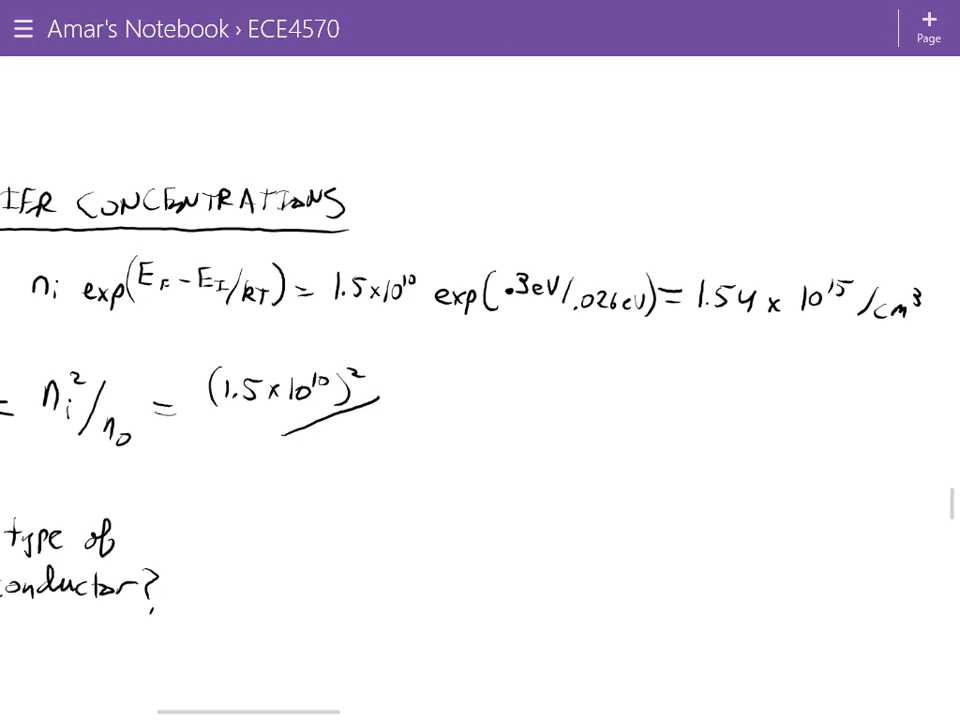 Amar's Notebook › ECE4570
+
Page
IER CONCENTRATIONS
ni exp(EF - EI/kT) = 1.5 x 10^10 exp(.3eV/.026eV) = 1.54 x 10^15 /cm^3
= ni^2/n0 = (1.5 x 10^10)^2/
type of
conductor?